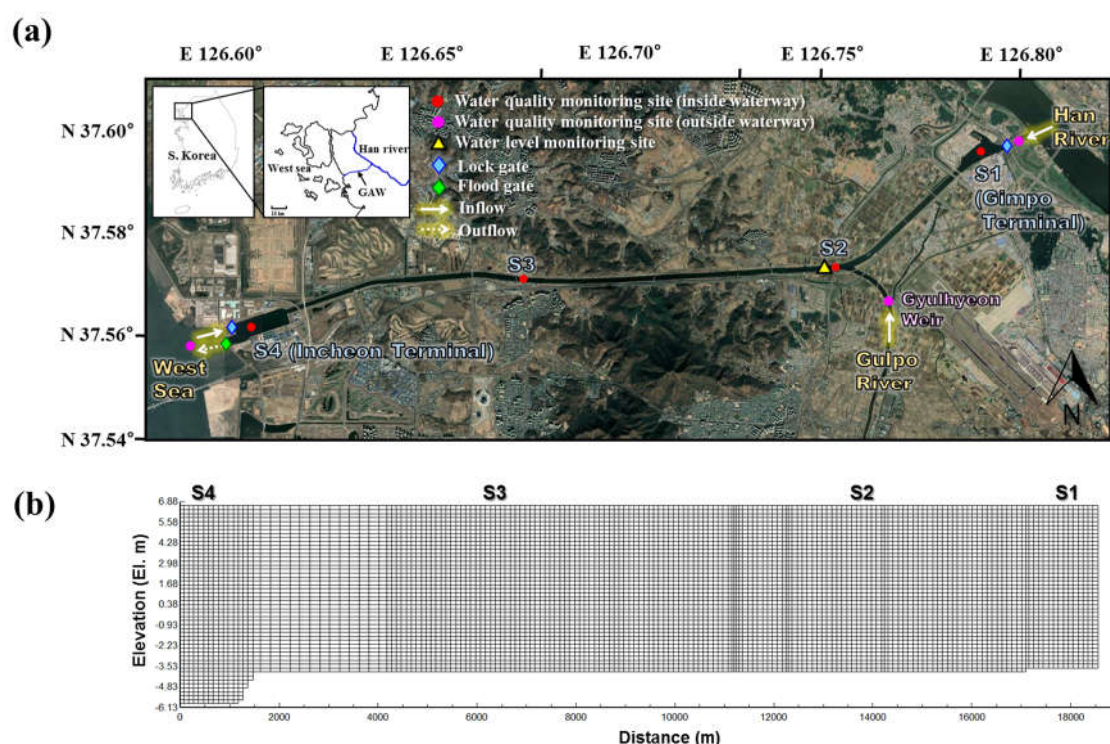 (a)
E 126.60° E 126.65° E 126.70° E 126.75° E 126.80°
N 37.60°
N 37.58°
N 37.56°
N 37.54°
S. Korea
West sea
Han river
GAW
Water quality monitoring site (inside waterway)
Water quality monitoring site (outside waterway)
Water level monitoring site
Lock gate
Flood gate
Inflow
Outflow
Han
River
S1
(Gimpo
Terminal)
S2
S3
Gyulhyeon
Weir
S4 (Incheon Terminal)
West
Sea
Gulpo
River
N
(b)
S4 S3 S2 S1
Elevation (El. m)
6.88
5.58
4.28
2.98
1.68
0.38
-0.93
-2.23
-3.53
-4.83
-6.13
0 2000 4000 6000 8000 10000 12000 14000 16000 18000
Distance (m)